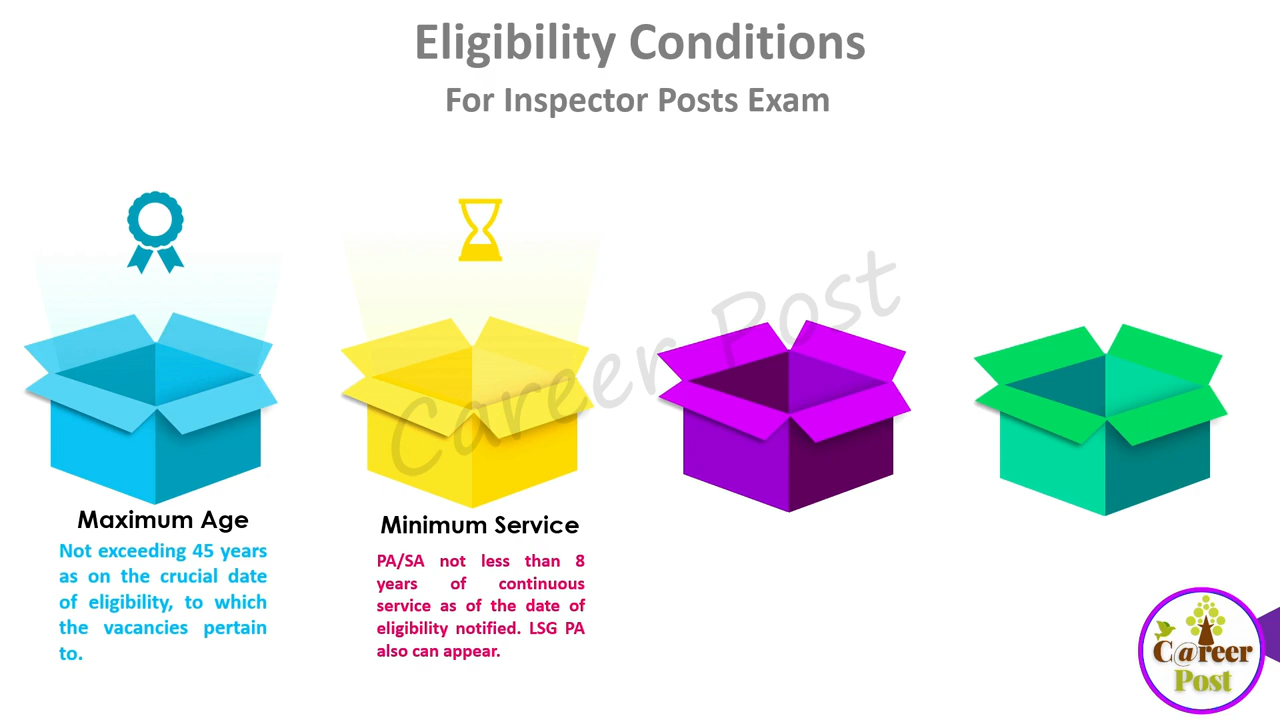 Eligibility Conditions
For Inspector Posts Exam
Career Post
Maximum Age
Not exceeding 45 years
as on the crucial date
of eligibility, to which
the vacancies pertain
to.
Minimum Service
PA/SA not less than 8
years of continuous
service as of the date of
eligibility notified. LSG PA
also can appear.
C@reer
Post